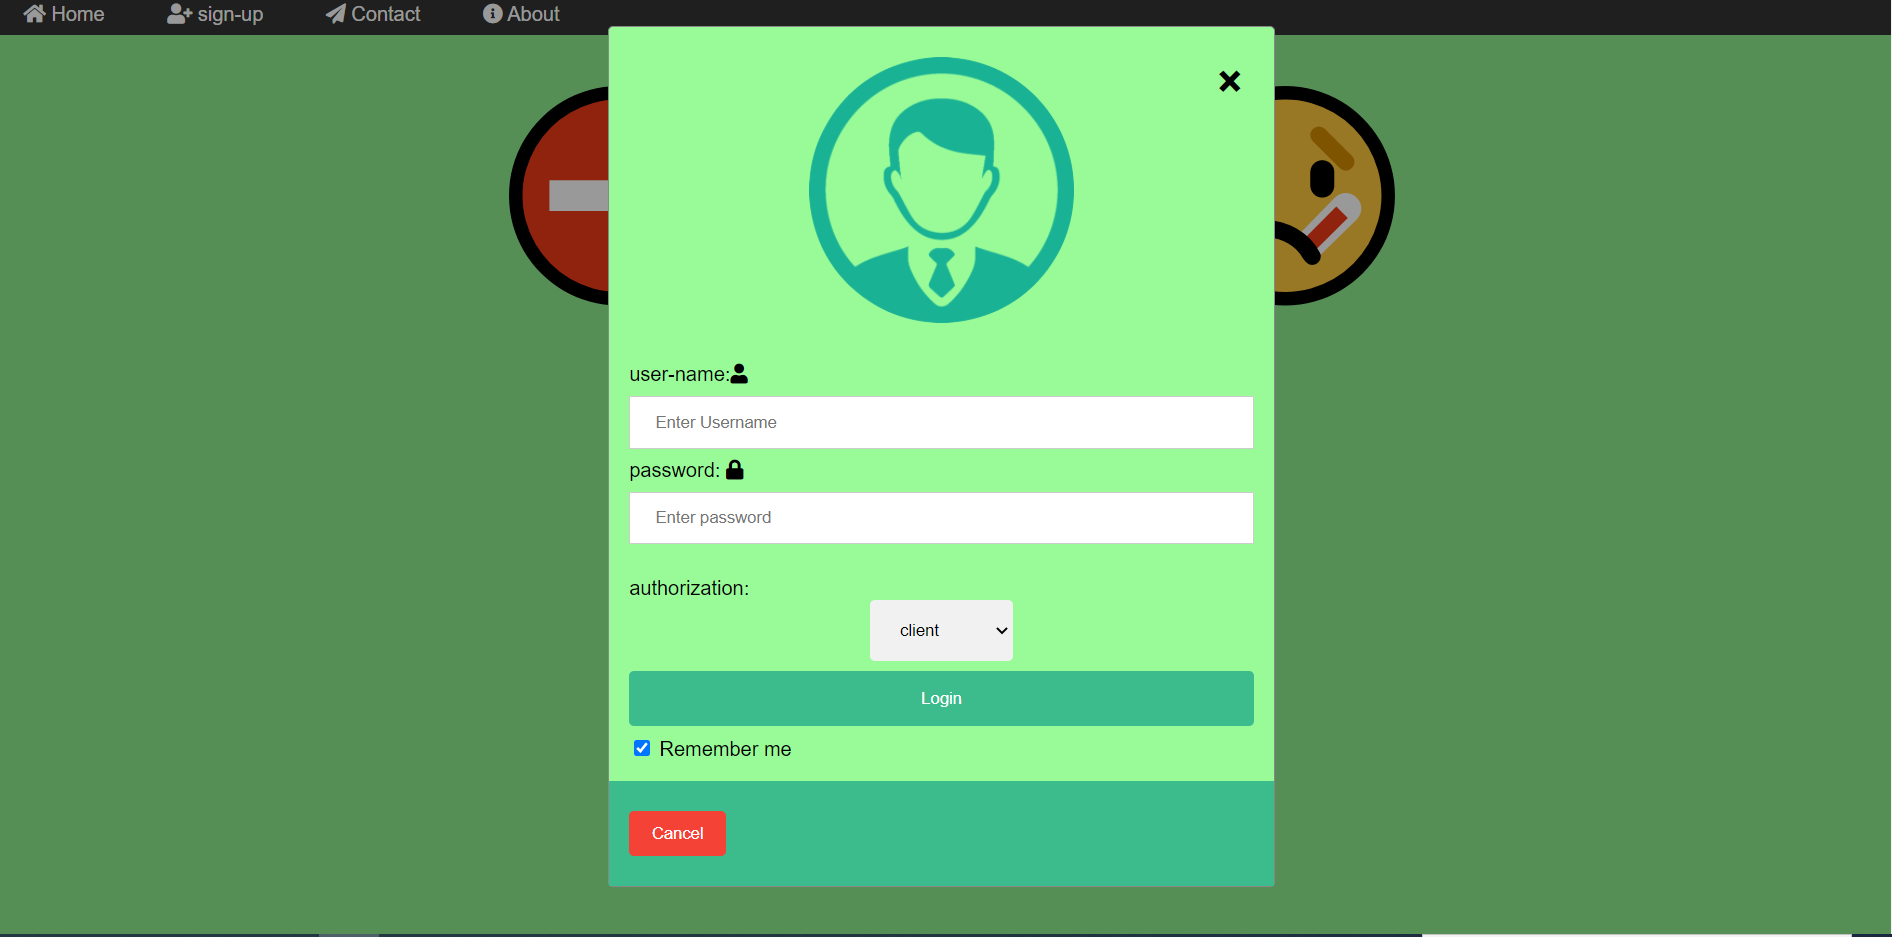 Home sign-up Contact About
user-name:
Enter Username
password:
Enter password
authorization:
client
Login
Remember me
Cancel